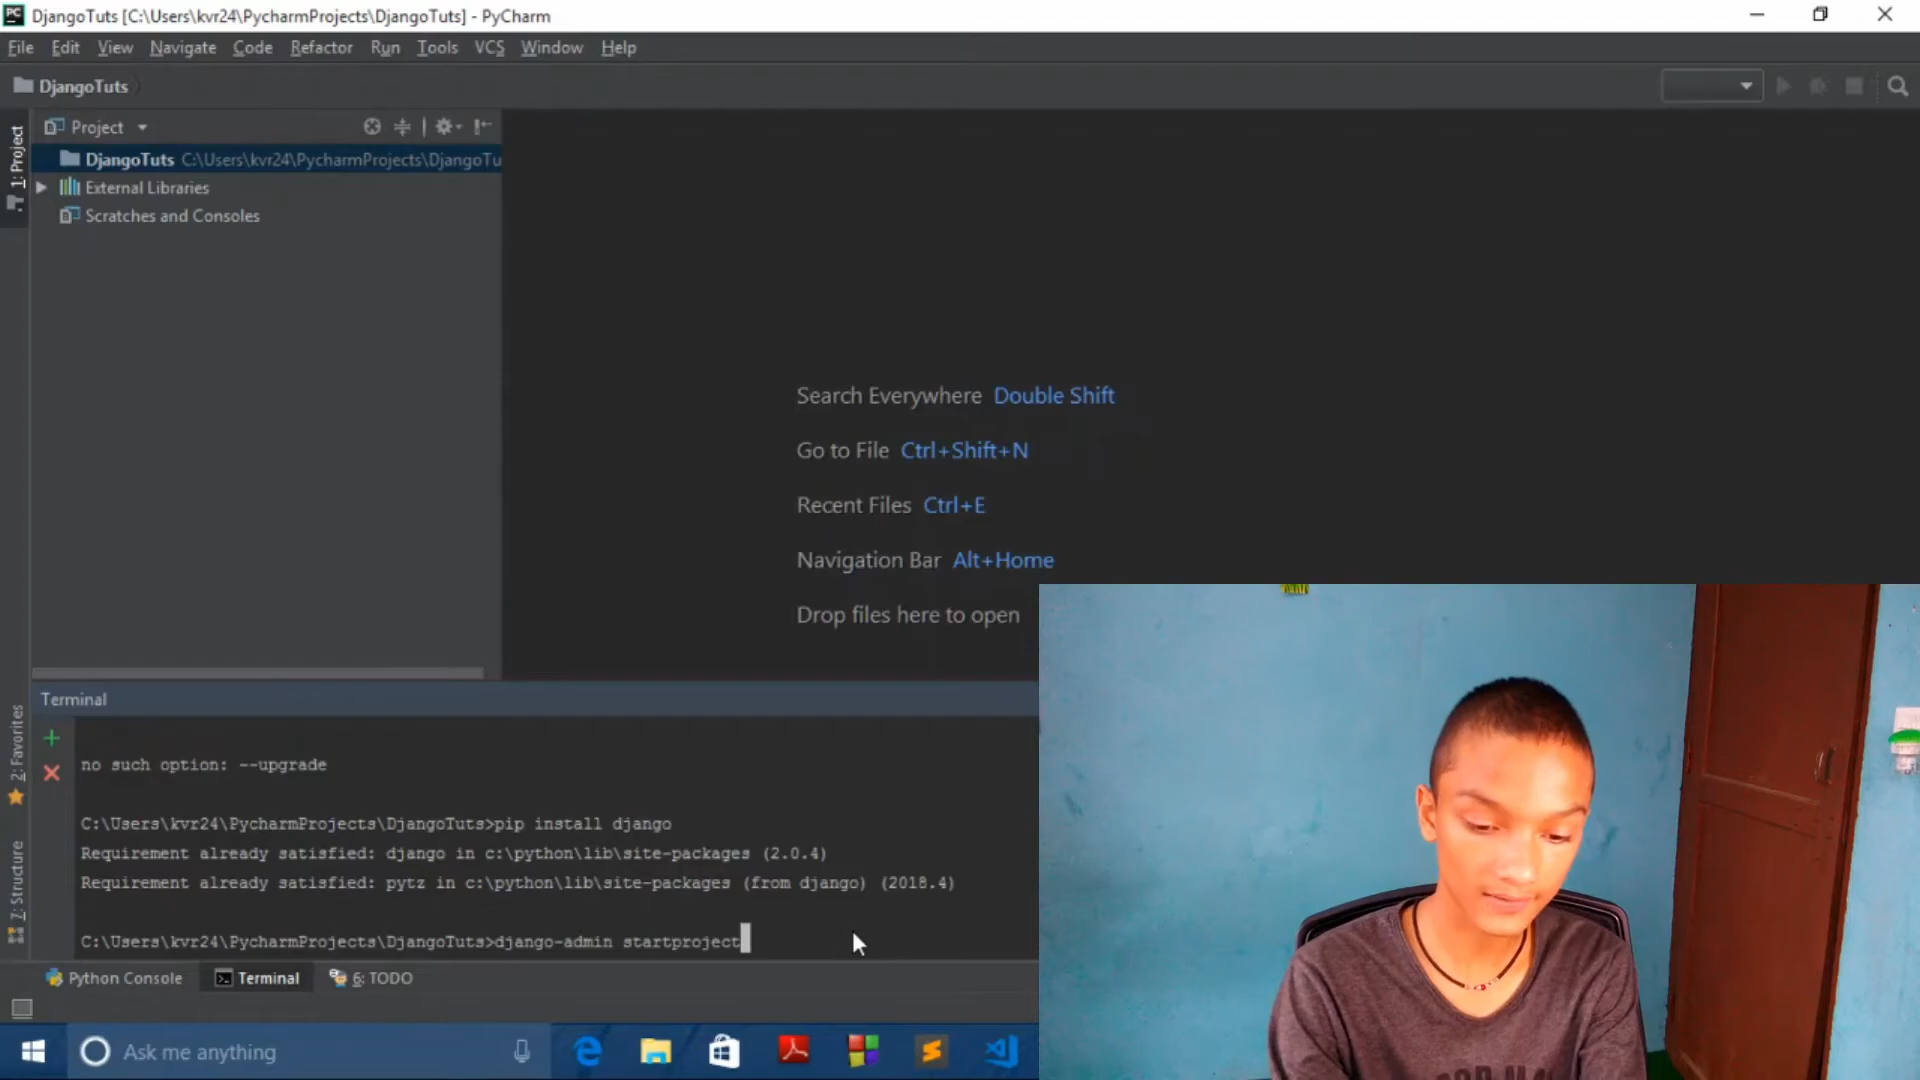 DjangoTuts [C:\Users\kvr24\PycharmProjects\DjangoTuts] - PyCharm
File Edit View Navigate Code Refactor Run Tools VCS Window Help
DjangoTuts
Project
1: Project
DjangoTuts C:\Users\kvr24\PycharmProjects\DjangoTu
External Libraries
Scratches and Consoles
Search Everywhere Double Shift
Go to File Ctrl+Shift+N
Recent Files Ctrl+E
Navigation Bar Alt+Home
Drop files here to open
2: Favorites
7: Structure
Terminal
no such option: --upgrade
C:\Users\kvr24\PycharmProjects\DjangoTuts>pip install django
Requirement already satisfied: django in c:\python\lib\site-packages (2.0.4)
Requirement already satisfied: pytz in c:\python\lib\site-packages (from django) (2018.4)
C:\Users\kvr24\PycharmProjects\DjangoTuts>django-admin startproject
Python Console Terminal 6: TODO
Ask me anything